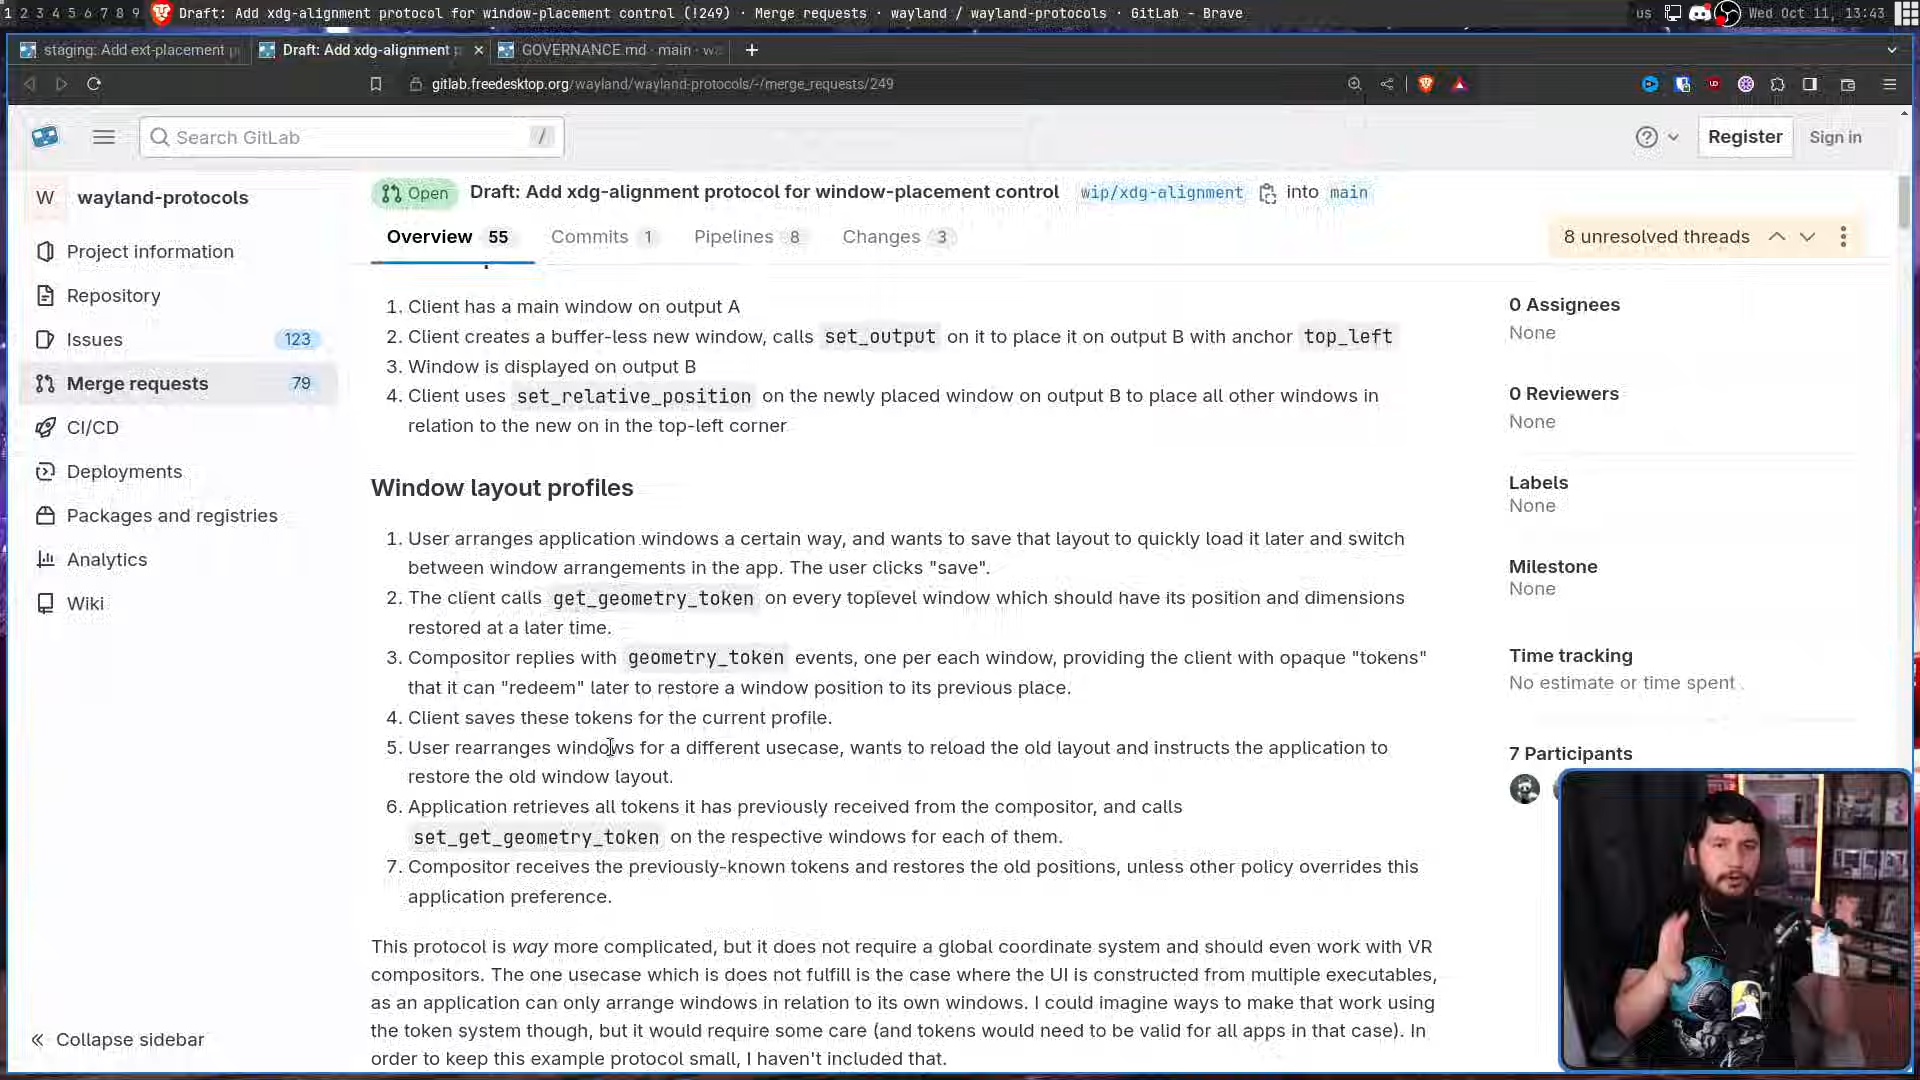 1 2 3 4 5 6 7 8 9 Draft: Add xdg-alignment protocol for window-placement control (!249) · Merge requests · wayland / wayland-protocols · GitLab - Brave us Wed Oct 11, 13:43
staging: Add ext-placement Draft: Add xdg-alignment GOVERNANCE.md · main · wa
gitlab.freedesktop.org/wayland/wayland-protocols/-/merge_requests/249
Search GitLab / Register Sign in
W wayland-protocols
Project information
Repository
Issues 123
Merge requests 79
CI/CD
Deployments
Packages and registries
Analytics
Wiki
Collapse sidebar
Open Draft: Add xdg-alignment protocol for window-placement control wip/xdg-alignment into main
Overview 55 Commits 1 Pipelines 8 Changes 3 8 unresolved threads
1. Client has a main window on output A
2. Client creates a buffer-less new window, calls set_output on it to place it on output B with anchor top_left
3. Window is displayed on output B
4. Client uses set_relative_position on the newly placed window on output B to place all other windows in
relation to the new on in the top-left corner
Window layout profiles
1. User arranges application windows a certain way, and wants to save that layout to quickly load it later and switch
between window arrangements in the app. The user clicks "save".
2. The client calls get_geometry_token on every toplevel window which should have its position and dimensions
restored at a later time.
3. Compositor replies with geometry_token events, one per each window, providing the client with opaque "tokens"
that it can "redeem" later to restore a window position to its previous place.
4. Client saves these tokens for the current profile.
5. User rearranges windows for a different usecase, wants to reload the old layout and instructs the application to
restore the old window layout.
6. Application retrieves all tokens it has previously received from the compositor, and calls
set_get_geometry_token on the respective windows for each of them.
7. Compositor receives the previously-known tokens and restores the old positions, unless other policy overrides this
application preference.
This protocol is way more complicated, but it does not require a global coordinate system and should even work with VR
compositors. The one usecase which is does not fulfill is the case where the UI is constructed from multiple executables,
as an application can only arrange windows in relation to its own windows. I could imagine ways to make that work using
the token system though, but it would require some care (and tokens would need to be valid for all apps in that case). In
order to keep this example protocol small, I haven't included that.
0 Assignees
None
0 Reviewers
None
Labels
None
Milestone
None
Time tracking
No estimate or time spent
7 Participants